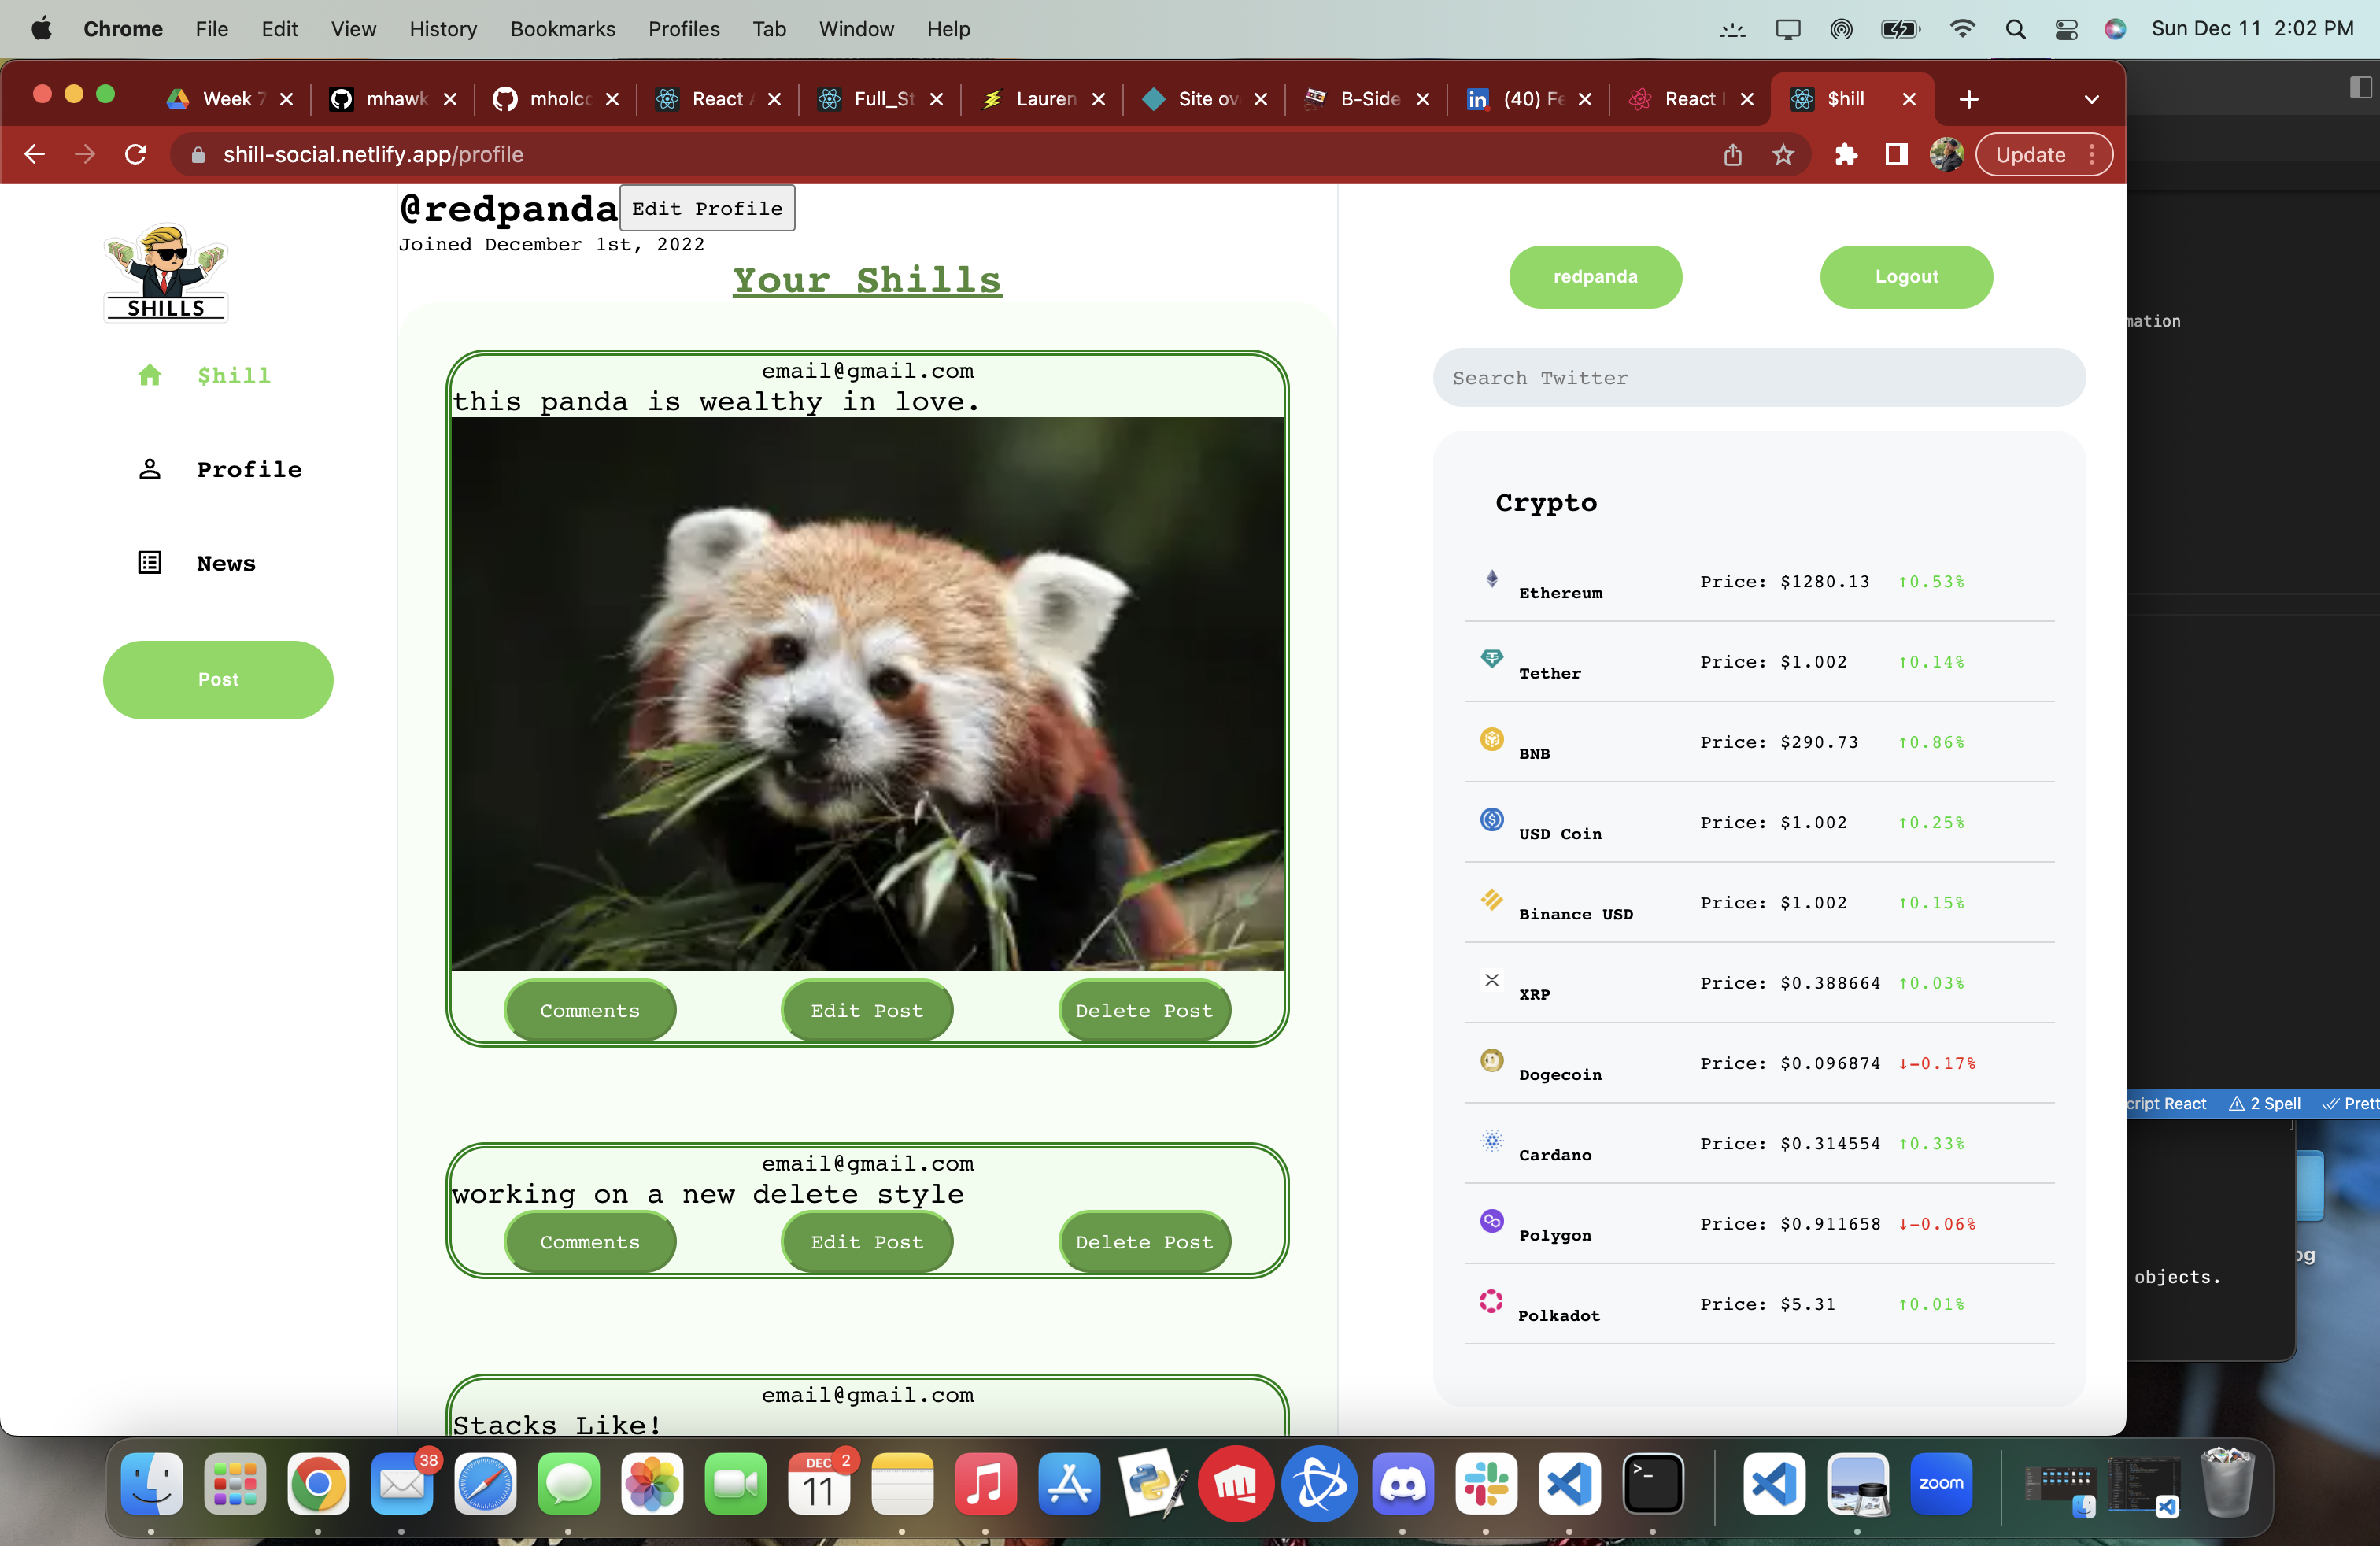 Chrome File Edit View History Bookmarks Profiles Tab Window Help Sun Dec 11 2:02 PM
Week 7 mhawk mholco React Full_St Lauren Site ov B-Side (40) Fe React $hill
shill-social.netlify.app/profile Update
SHILLS
$hill
Profile
News
Post
@redpanda Edit Profile
Joined December 1st, 2022
Your Shills
email@gmail.com
this panda is wealthy in love.
Comments Edit Post Delete Post
email@gmail.com
working on a new delete style
Comments Edit Post Delete Post
email@gmail.com
Stacks Like!
redpanda Logout
Search Twitter
Crypto
Ethereum Price: $1280.13 ↑0.53%
Tether Price: $1.002 ↑0.14%
BNB Price: $290.73 ↑0.86%
USD Coin Price: $1.002 ↑0.25%
Binance USD Price: $1.002 ↑0.15%
XRP Price: $0.388664 ↑0.03%
Dogecoin Price: $0.096874 ↓-0.17%
Cardano Price: $0.314554 ↑0.33%
Polygon Price: $0.911658 ↓-0.06%
Polkadot Price: $5.31 ↑0.01%
mation
cript React 2 Spell Prett
objects.
og
38
DEC 2
11
zoom